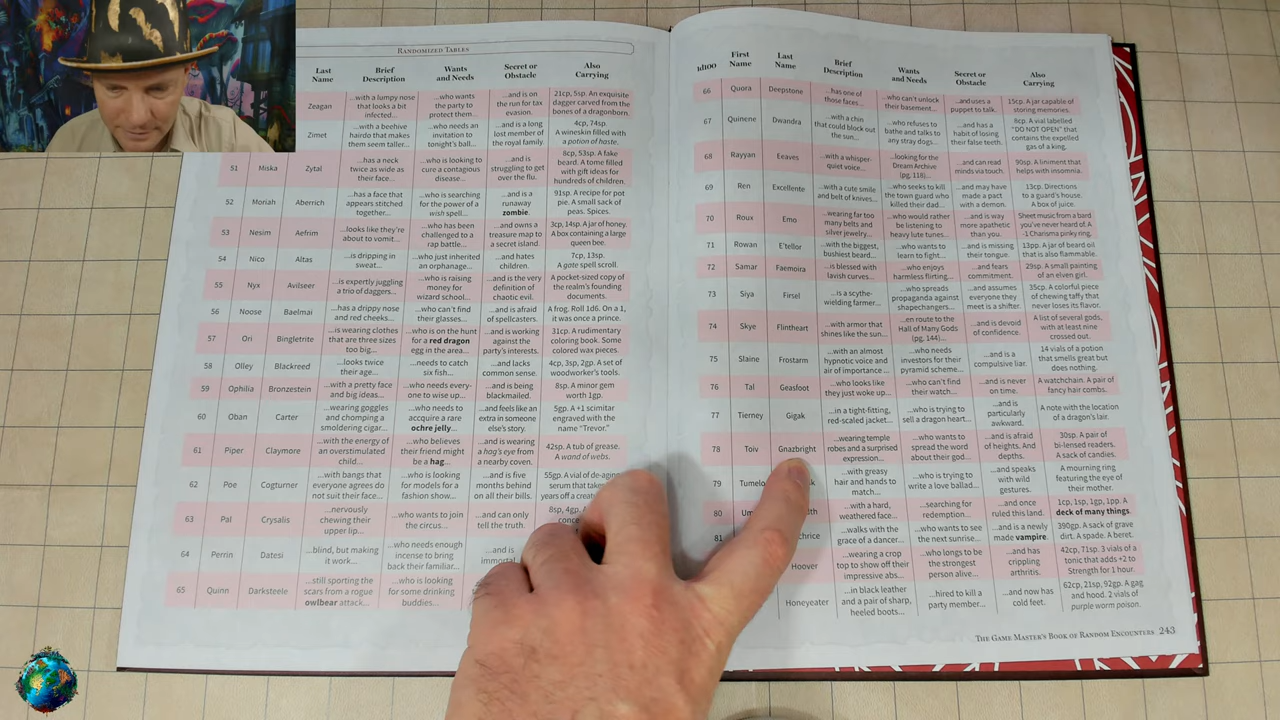 RANDOMIZED TABLES
Last Name Brief Description Wants and Needs Secret or Obstacle Also Carrying
Zeagan ...with a lumpy nose that looks a bit infected... ...who wants the party to protect them... ...and is on the run for tax evasion. 21cp, 5sp. An exquisite dagger carved from the bones of a dragonborn.
Zimet ...with a beehive hairdo that makes them seem taller... ...who needs an invitation to tonight's ball... ...and is a long lost member of the royal family. 4cp, 74sp. A wineskin filled with a potion of haste.
51 Miska Zytal ...has a neck twice as wide as their face... ...who is looking to cure a contagious disease... ...and is struggling to get over the flu. 8cp, 53sp. A fake beard. A tome filled with gift ideas for hundreds of children.
52 Moriah Aberrich ...has a face that appears stitched together... ...who is searching for the power of a wish spell... ...and is a runaway zombie. 91sp. A recipe for pot pie. A small sack of peas. Spices.
53 Nesim Aefrim ...looks like they're about to vomit... ...who has been challenged to a rap battle... ...and owns a treasure map to a secret island. 3cp, 14sp. A jar of honey. A box containing a large queen bee.
54 Nico Altas ...is dripping in sweat... ...who just inherited an orphanage... ...and hates children. 7cp, 13sp. A gate spell scroll.
55 Nyx Avilseer ...is expertly juggling a trio of daggers... ...who is raising money for wizard school... ...and is the very definition of chaotic evil. A pocket-sized copy of the realm's founding documents.
56 Noose Baelmai ...has a drippy nose and red cheeks... ...who can't find their glasses... ...and is afraid of spellcasters. A frog. Roll 1d6. On a 1, it was once a prince.
57 Ori Bingletrite ...is wearing clothes that are three sizes too big... ...who is on the hunt for a red dragon egg in the area... ...and is working against the party's interests. 31cp. A rudimentary coloring book. Some colored wax pieces.
58 Olley Blackreed ...looks twice their age... ...needs to catch six fish... ...and lacks common sense. 4cp, 3sp, 2gp. A set of woodworker's tools.
59 Ophilia Bronzestein ...with a pretty face and big ideas... ...who needs everyone to wise up... ...and is being blackmailed. 8sp. A minor gem worth 1gp.
60 Oban Carter ...wearing goggles and chomping a smoldering cigar... ...who needs to accquire a rare ochre jelly... ...and feels like an extra in someone else's story. 5gp. A +1 scimitar engraved with the name "Trevor."
61 Piper Claymore ...with the energy of an overstimulated child... ...who believes their friend might be a hag... ...and is wearing a hag's eye from a nearby coven. 42sp. A tub of grease. A wand of webs.
62 Poe Cogturner ...with bangs that everyone agrees do not suit their face... ...who is looking for models for a fashion show... ...and is five months behind on all their bills. 55gp. A vial of de-aging serum that takes years off a
63 Pal Crysalis ...nervously chewing their upper lip... ...who wants to join the circus... ...and can only tell the truth. 8sp, 4gp.
64 Perrin Datesi ...blind, but making it work... ...who needs enough incense to bring back their familiar... ...and is immortal
65 Quinn Darksteele ...still sporting the scars from a rogue owlbear attack... ...who is looking for some drinking buddies...
1d100 First Name Last Name Brief Description Wants and Needs Secret or Obstacle Also Carrying
66 Quora Deepstone ...has one of those faces... ...who can't unlock their basement... ...and uses a puppet to talk. 15cp. A jar capable of storing memories.
67 Quinene Dwandra ...with a chin that could block out the sun... ...who refuses to bathe and talks to any stray dogs... ...and has a habit of losing their false teeth. 8cp. A vial labelled "DO NOT OPEN" that contains the expelled gas of a king.
68 Rayyan Eeaves ...with a whisper-quiet voice... ...looking for the Dream Archive (pg. 118)... ...and can read minds via touch. 90sp. A liniment that helps with insomnia.
69 Ren Excellente ...with a cute smile and belt of knives... ...who seeks to kill the town guard who killed their dad... ...and may have made a pact with a demon. 13cp. Directions to a guard's house. A box of juice.
70 Roux Emo ...wearing far too many belts and silver jewelry... ...who would rather be listening to heavy lute tunes... ...and is way more apathetic than you. Sheet music from a bard you've never heard of. A -1 Charisma pinky ring.
71 Rowan E'tellor ...with the biggest, bushiest beard... ...who wants to learn to fight... ...and is missing their tongue. 13pp. A jar of beard oil that is also flammable.
72 Samar Faemoira ...is blessed with lavish curves... ...who enjoys harmless flirting... ...and fears commitment. 29sp. A small painting of an elven girl.
73 Siya Firsel ...is a scythe-wielding farmer... ...who spreads propaganda against shapechangers... ...and assumes everyone they meet is a shifter. 35cp. A colorful piece of chewing taffy that never loses its flavor.
74 Skye Flintheart ...with armor that shines like the sun... ...en route to the Hall of Many Gods (pg. 144)... ...and is devoid of confidence. A list of several gods, with at least nine crossed out.
75 Slaine Frostarm ...with an almost hypnotic voice and air of importance... ...who needs investors for their pyramid scheme... ...and is a compulsive liar. 14 vials of a potion that smells great but does nothing.
76 Tal Geasfoot ...who looks like they just woke up... ...who can't find their watch... ...and is never on time. A watchchain. A pair of fancy hair combs.
77 Tierney Gigak ...in a tight-fitting, red-scaled jacket... ...who is trying to sell a dragon heart... ...and is particularly awkward. A note with the location of a dragon's lair.
78 Toiv Gnazbright ...wearing temple robes and a surprised expression... ...who wants to spread the word about their god... ...and is afraid of heights. And depths. 30sp. A pair of bi-lensed readers. A sack of candies.
79 Tumelo ...with greasy hair and hands to match... ...who is trying to write a love ballad... ...and speaks with wild gestures. A mourning ring featuring the eye of their mother.
80 ...with a hard, weathered face... ...searching for redemption... ...and once ruled this land. 1cp, 1sp, 1gp, 1pp. A deck of many things.
81 ...walks with the grace of a dancer... ...who wants to see the next sunrise... ...and is a newly made vampire. 390gp. A sack of grave dirt. A spade. A beret.
Hoover ...wearing a crop top to show off their impressive abs... ...who longs to be the strongest person alive... ...and has crippling arthritis. 42cp, 71sp. 3 vials of a tonic that adds +2 to Strength for 1 hour.
Honeyeater ...in black leather and a pair of sharp, heeled boots... ...hired to kill a party member... ...and now has cold feet. 62cp, 21sp, 92gp. A gag and hood. 2 vials of purple worm poison.
THE GAME MASTER'S BOOK OF RANDOM ENCOUNTERS 243